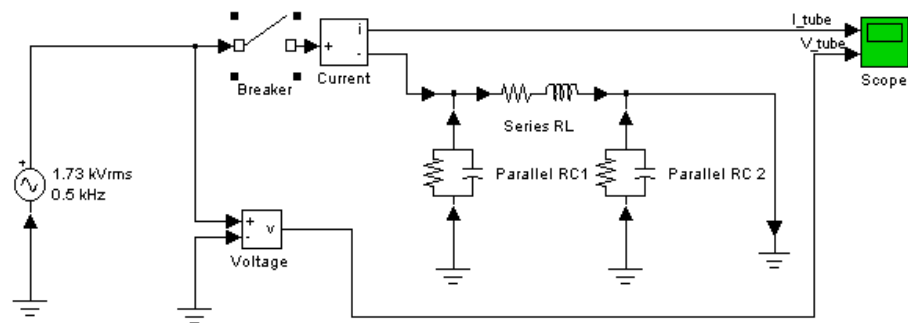 I_tube
V_tube
i
+
-
Breaker
Current
Scope
Series RL
+
1.73 kVrms
0.5 kHz
Parallel RC1
Parallel RC 2
+
-
v
Voltage